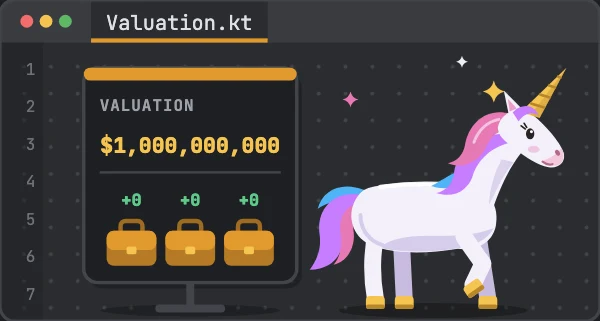 Valuation.kt
1
2
3
4
5
6
7
VALUATION
$1,000,000,000
+0 +0 +0